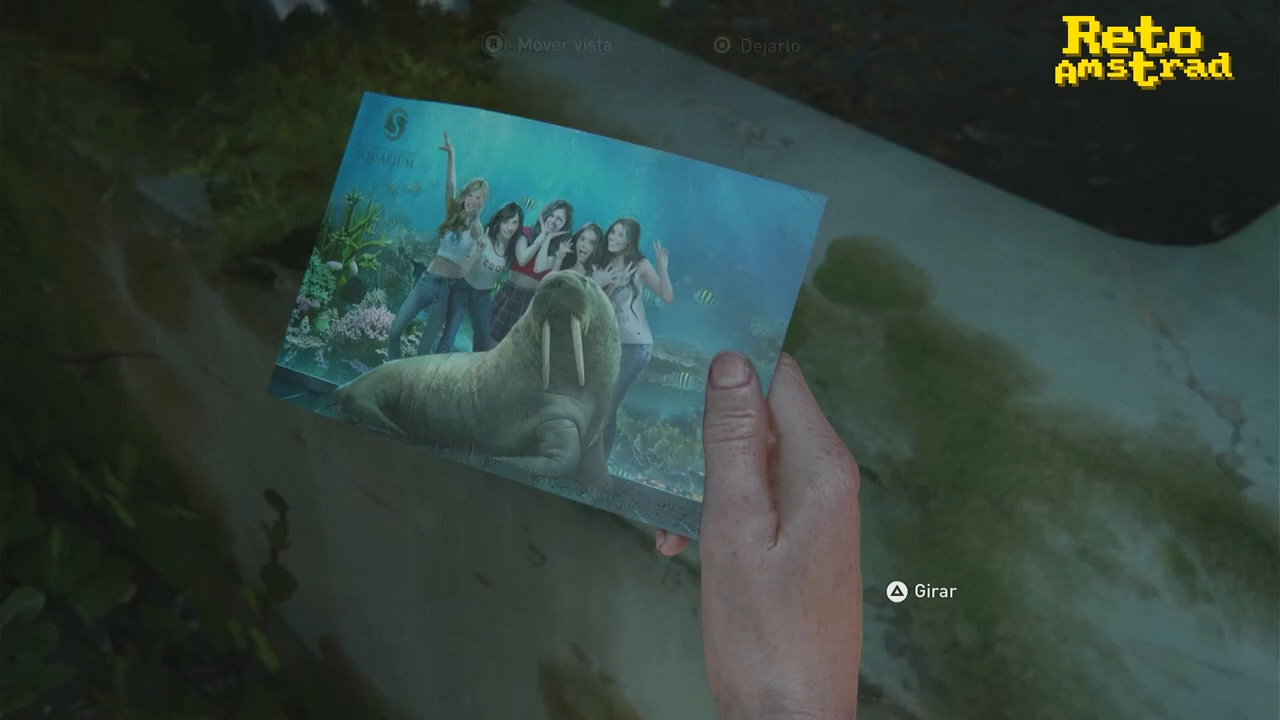 Mover vista | Dejarlo
Reto
Amstrad
AQUARIUM
Girar